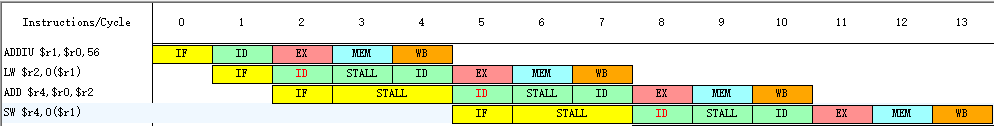 Instructions/Cycle 0 1 2 3 4 5 6 7 8 9 10 11 12 13
ADDIU $r1,$r0,56 IF ID EX MEM WB
LW $r2,0($r1) IF ID STALL ID EX MEM WB
ADD $r4,$r0,$r2 IF STALL ID STALL ID EX MEM WB
SW $r4,0($r1) IF STALL ID STALL ID EX MEM WB